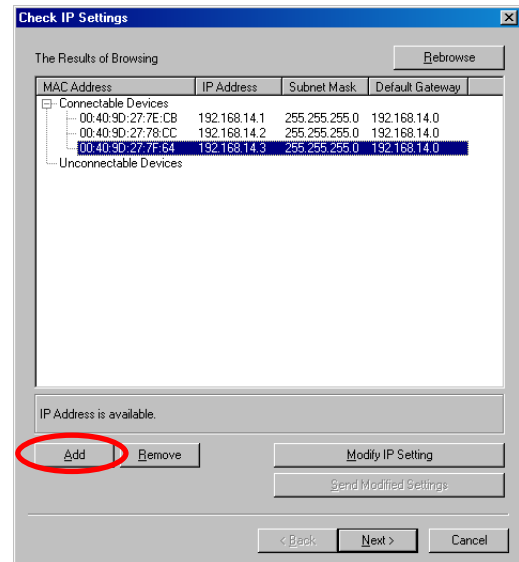 Check IP Settings
The Results of Browsing Rebrowse
MAC Address IP Address Subnet Mask Default Gateway
Connectable Devices
00:40:9D:27:7E:CB 192.168.14.1 255.255.255.0 192.168.14.0
00:40:9D:27:78:CC 192.168.14.2 255.255.255.0 192.168.14.0
00:40:9D:27:7F:64 192.168.14.3 255.255.255.0 192.168.14.0
Unconnectable Devices
IP Address is available.
Add Remove Modify IP Setting
Send Modified Settings
< Back Next > Cancel